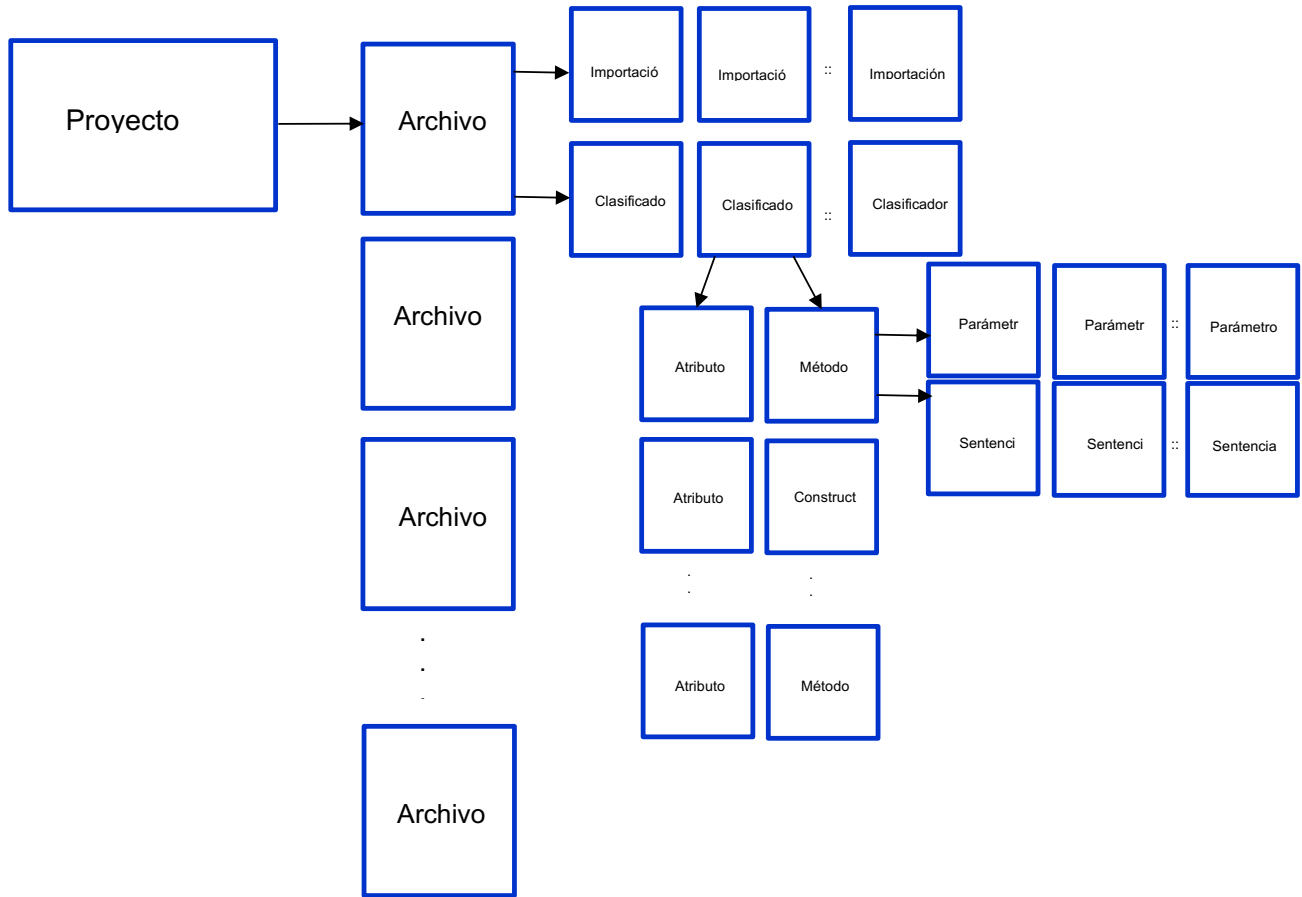 Proyecto
Archivo
Importació
Importació
::
Importación
Clasificado
Clasificado
::
Clasificador
Archivo
Atributo
Método
Parámetr
Parámetr
::
Parámetro
Sentenci
Sentenci
::
Sentencia
Archivo
Atributo
Construct
.
.
.
.
.
.
.
Atributo
Método
Archivo